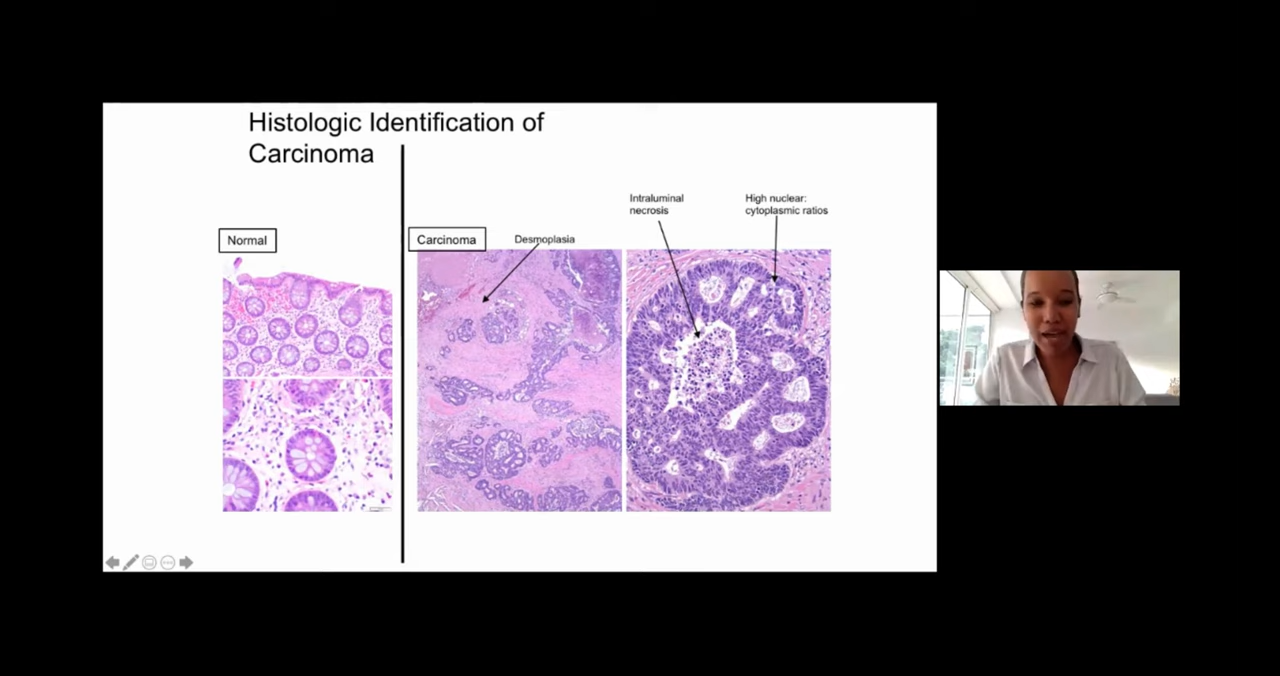 Histologic Identification of
Carcinoma
Intraluminal
necrosis
High nuclear:
cytoplasmic ratios
Normal
Carcinoma
Desmoplasia